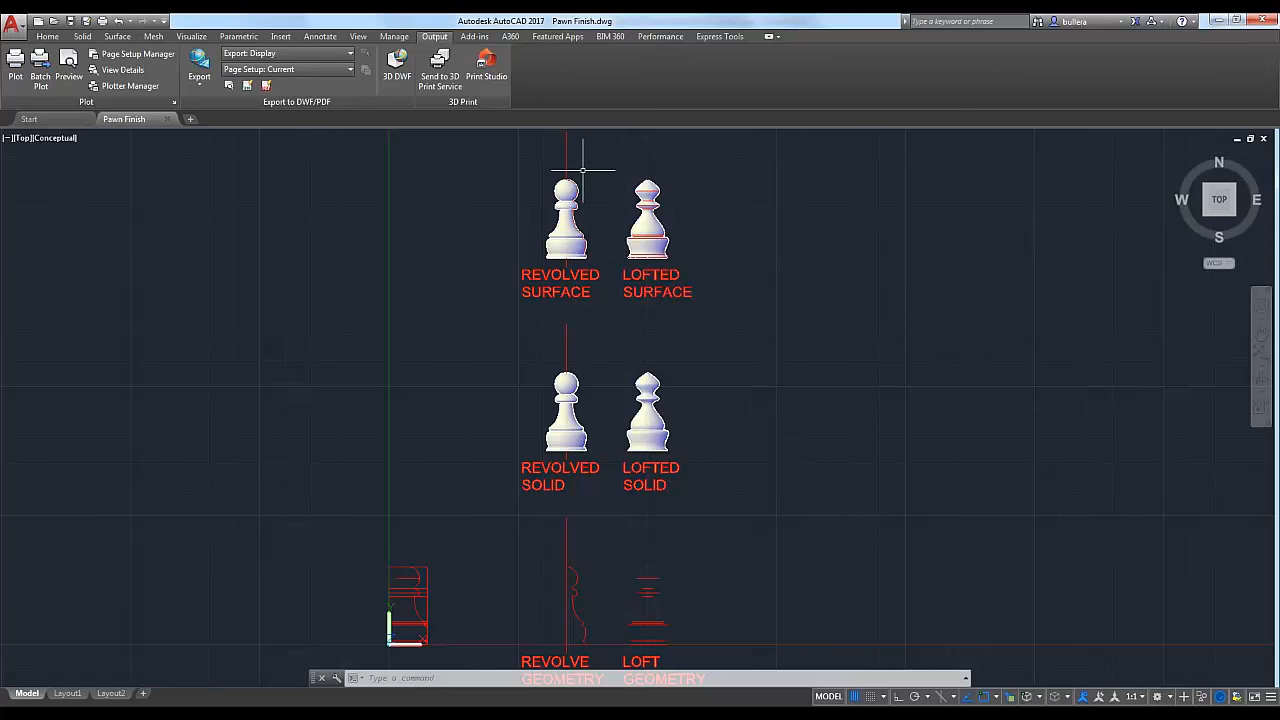 Autodesk AutoCAD 2017 Pawn Finish.dwg
Type a keyword or phrase
bullera
Home Solid Surface Mesh Visualize Parametric Insert Annotate View Manage Output Add-ins A360 Featured Apps BIM 360 Performance Express Tools
Plot
Batch
Plot
Preview
Page Setup Manager
View Details
Plotter Manager
Export
Export: Display
Page Setup: Current
3D DWF
Send to 3D
Print Service
Print Studio
Plot
Export to DWF/PDF
3D Print
Start
Pawn Finish
[−][Top][Conceptual]
N
W
TOP
E
S
WCS
REVOLVED
SURFACE
LOFTED
SURFACE
REVOLVED
SOLID
LOFTED
SOLID
Y
X
REVOLVE
GEOMETRY
LOFT
GEOMETRY
Type a command
Model Layout1 Layout2
MODEL
1:1